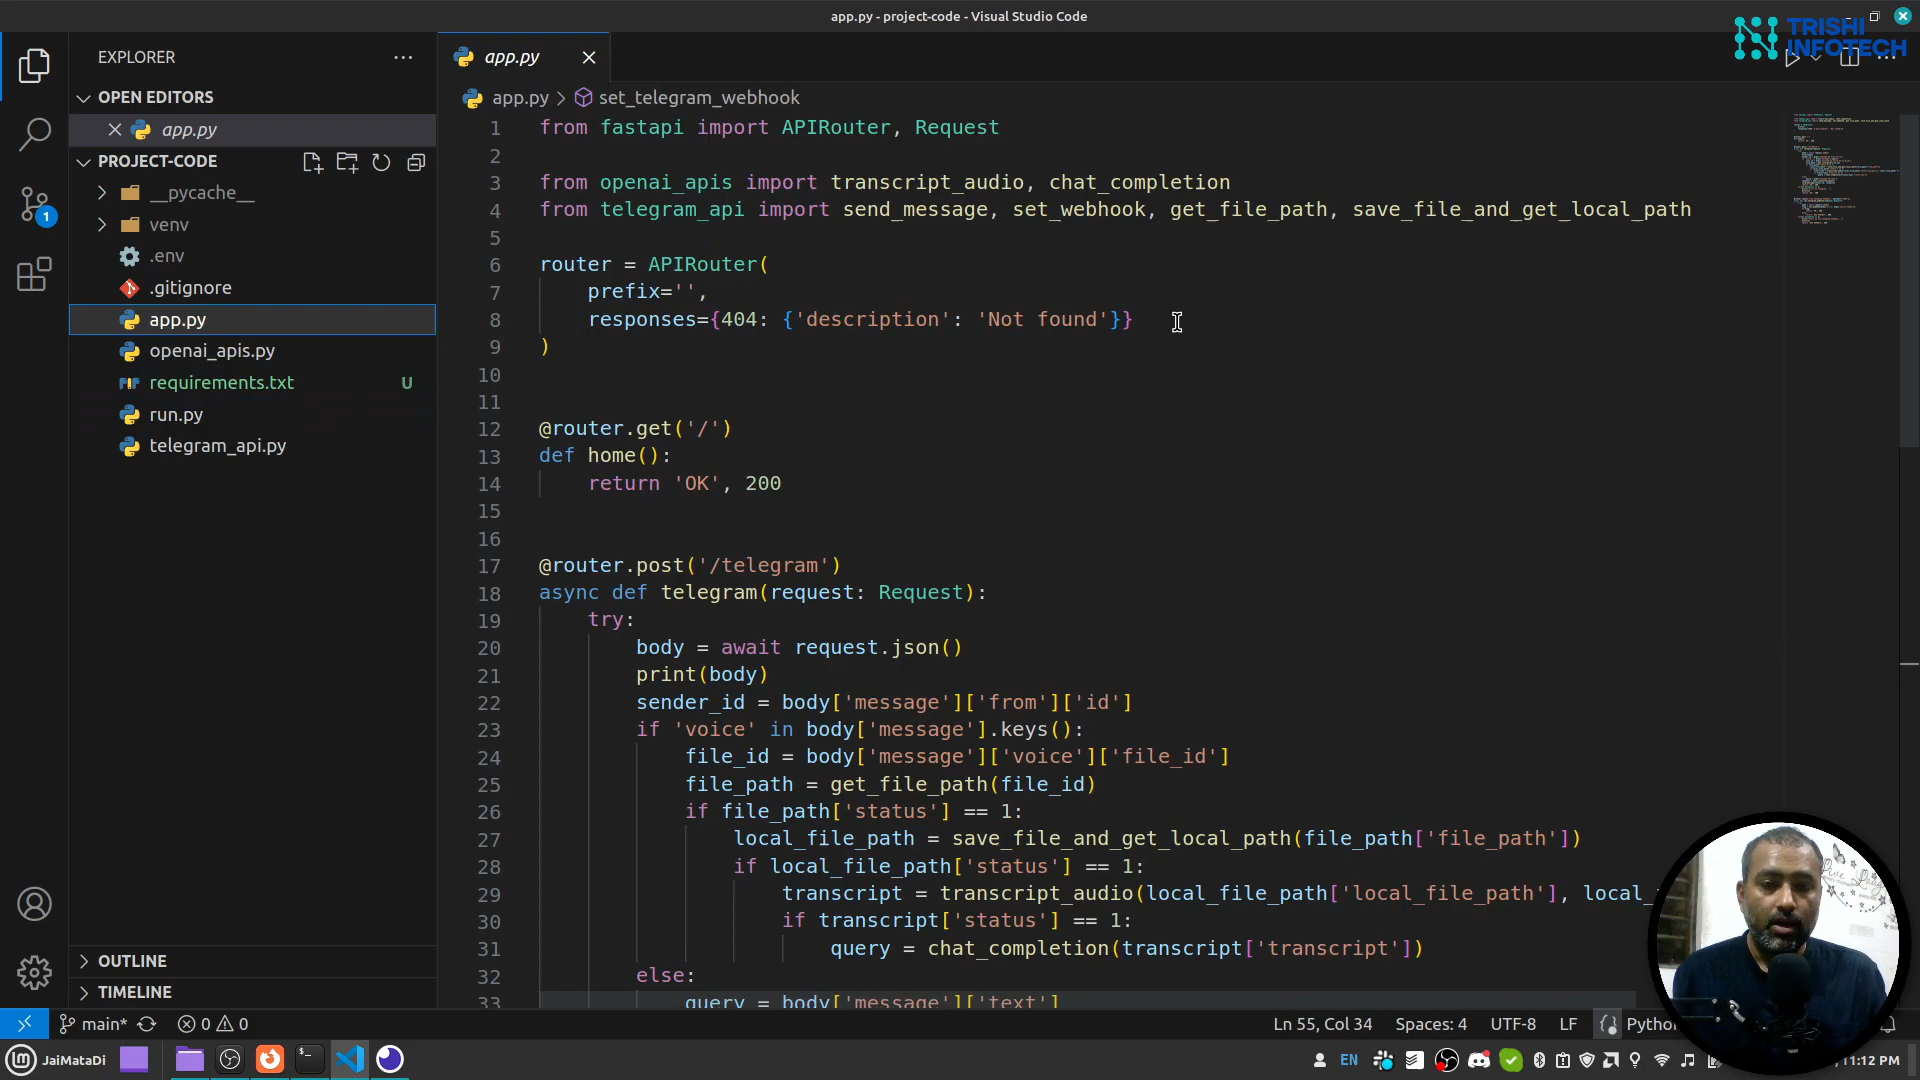 app.py - project-code - Visual Studio Code
TRISHI
INFOTECH
EXPLORER
app.py
OPEN EDITORS
app.py
PROJECT-CODE
__pycache__
venv
.env
.gitignore
app.py
openai_apis.py
requirements.txt U
run.py
telegram_api.py
OUTLINE
TIMELINE
1
app.py > set_telegram_webhook
1 from fastapi import APIRouter, Request
2
3 from openai_apis import transcript_audio, chat_completion
4 from telegram_api import send_message, set_webhook, get_file_path, save_file_and_get_local_path
5
6 router = APIRouter(
7 prefix='',
8 responses={404: {'description': 'Not found'}}
9 )
10
11
12 @router.get('/')
13 def home():
14 return 'OK', 200
15
16
17 @router.post('/telegram')
18 async def telegram(request: Request):
19 try:
20 body = await request.json()
21 print(body)
22 sender_id = body['message']['from']['id']
23 if 'voice' in body['message'].keys():
24 file_id = body['message']['voice']['file_id']
25 file_path = get_file_path(file_id)
26 if file_path['status'] == 1:
27 local_file_path = save_file_and_get_local_path(file_path['file_path'])
28 if local_file_path['status'] == 1:
29 transcript = transcript_audio(local_file_path['local_file_path'], local_
30 if transcript['status'] == 1:
31 query = chat_completion(transcript['transcript'])
32 else:
33 query = body['message']['text']
main* 0 0 Ln 55, Col 34 Spaces: 4 UTF-8 LF
JaiMataDi EN 11:12 PM